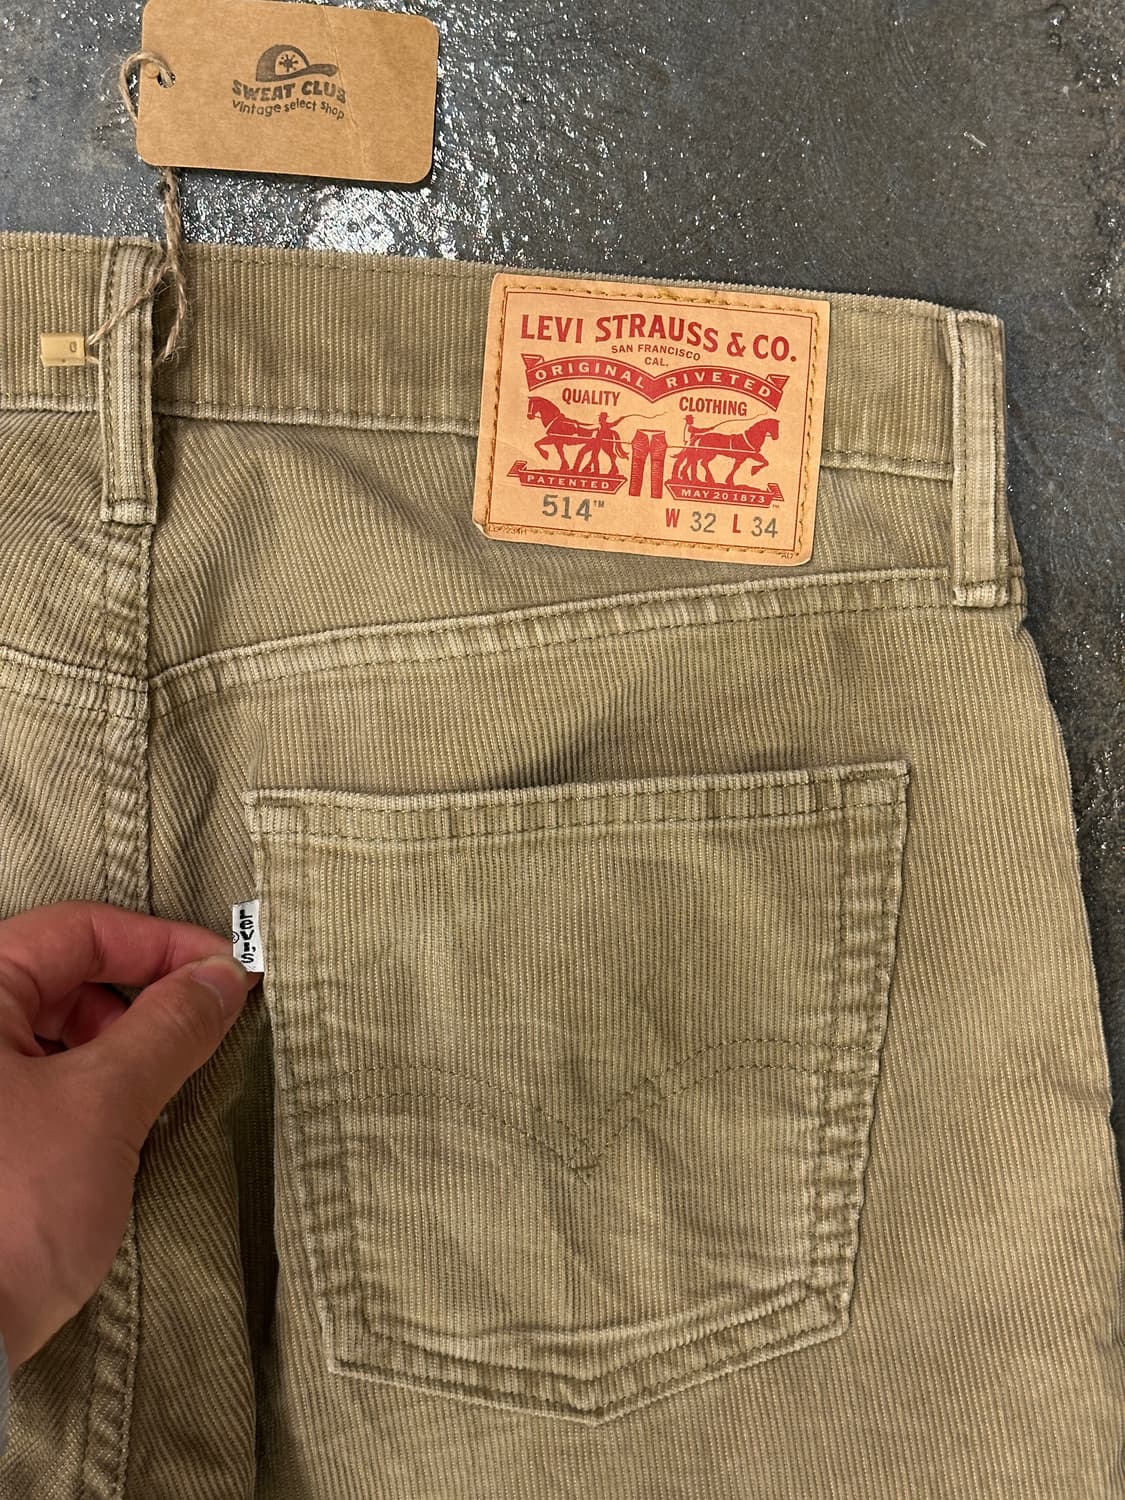 SWEAT CLUB
Vintage select shop
LEVI STRAUSS & CO.
SAN FRANCISCO
CAL.
ORIGINAL RIVETED
QUALITY CLOTHING
PATENTED MAY 20 1873
514™ W 32 L 34
Levi's
®